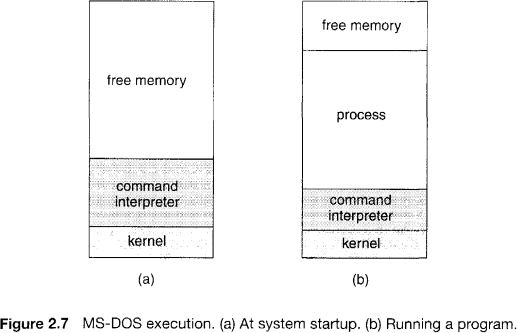 free memory
command
interpreter
kernel
(a)
free memory
process
command
interpreter
kernel
(b)
Figure 2.7 MS-DOS execution. (a) At system startup. (b) Running a program.